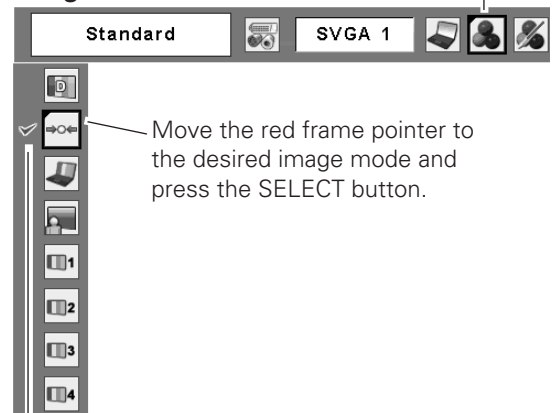 Standard
SVGA 1
D
Move the red frame pointer to
the desired image mode and
press the SELECT button.
1
2
3
4